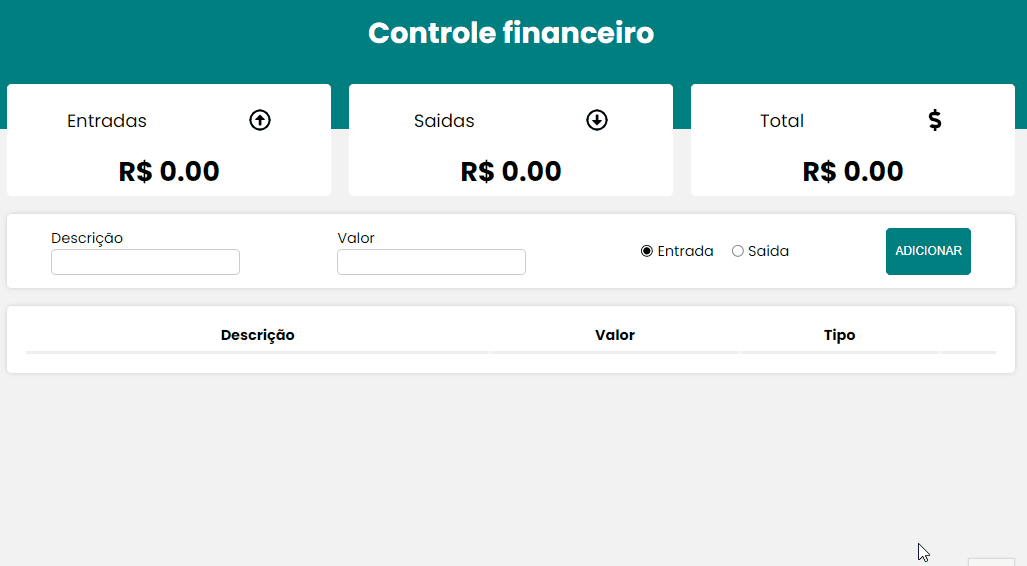 Controle financeiro
Entradas
R$ 0.00
Saidas
R$ 0.00
Total
R$ 0.00
Descrição
Valor
Entrada
Saida
ADICIONAR
Descrição Valor Tipo